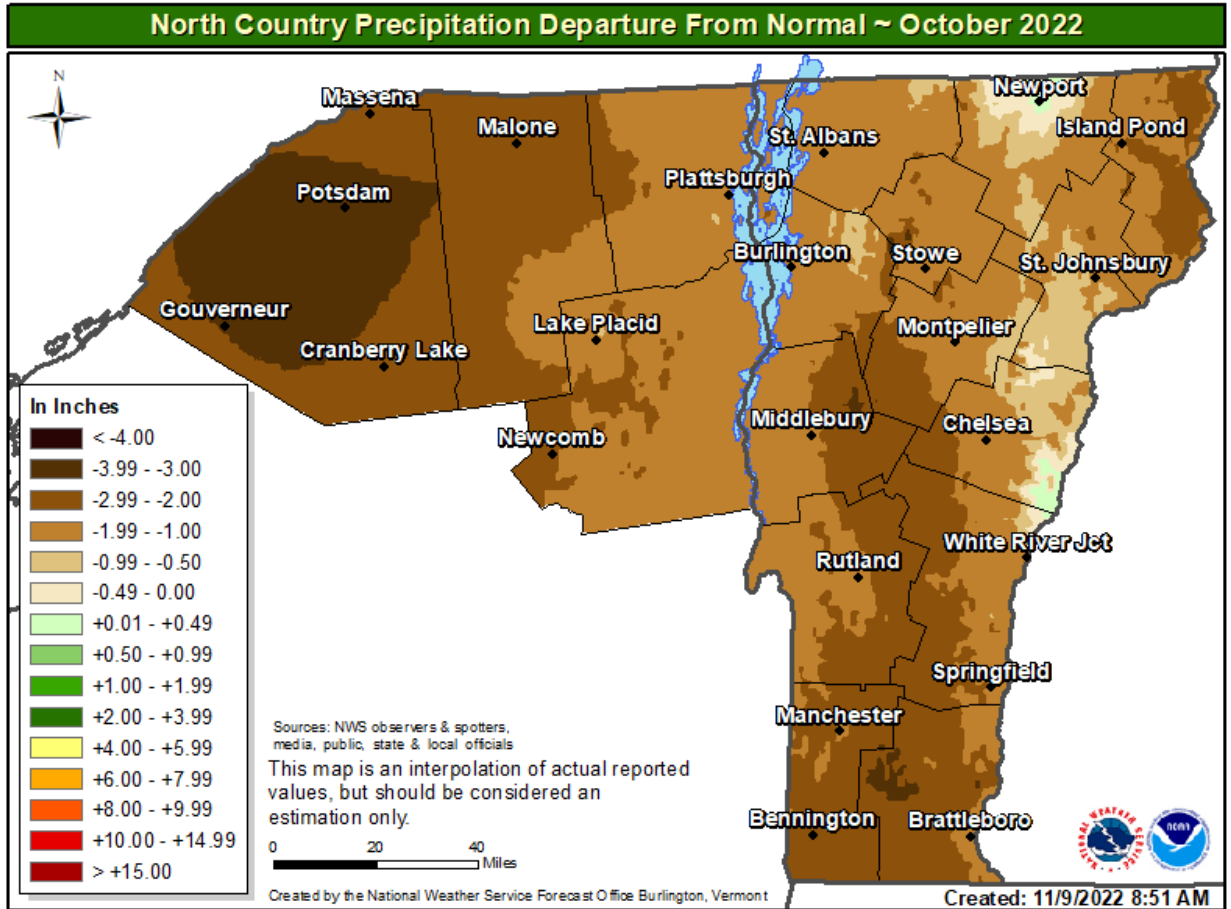 North Country Precipitation Departure From Normal ~ October 2022
N
Massena
Malone
Newport
Island Pond
St. Albans
Potsdam
Plattsburgh
Burlington
Stowe
St. Johnsbury
Gouverneur
Lake Placid
Montpelier
Cranberry Lake
In Inches
< -4.00
-3.99 - -3.00
-2.99 - -2.00
-1.99 - -1.00
-0.99 - -0.50
-0.49 - 0.00
+0.01 - +0.49
+0.50 - +0.99
+1.00 - +1.99
+2.00 - +3.99
+4.00 - +5.99
+6.00 - +7.99
+8.00 - +9.99
+10.00 - +14.99
> +15.00
Newcomb
Middlebury
Chelsea
Rutland
White River Jct
Springfield
Manchester
Bennington
Brattleboro
Sources: NWS observers & spotters,
media, public, state & local officials
This map is an interpolation of actual reported
values, but should be considered an
estimation only.
0 20 40
Miles
NATIONAL WEATHER SERVICE
NOAA
Created by the National Weather Service Forecast Office Burlington, Vermont
Created: 11/9/2022 8:51 AM